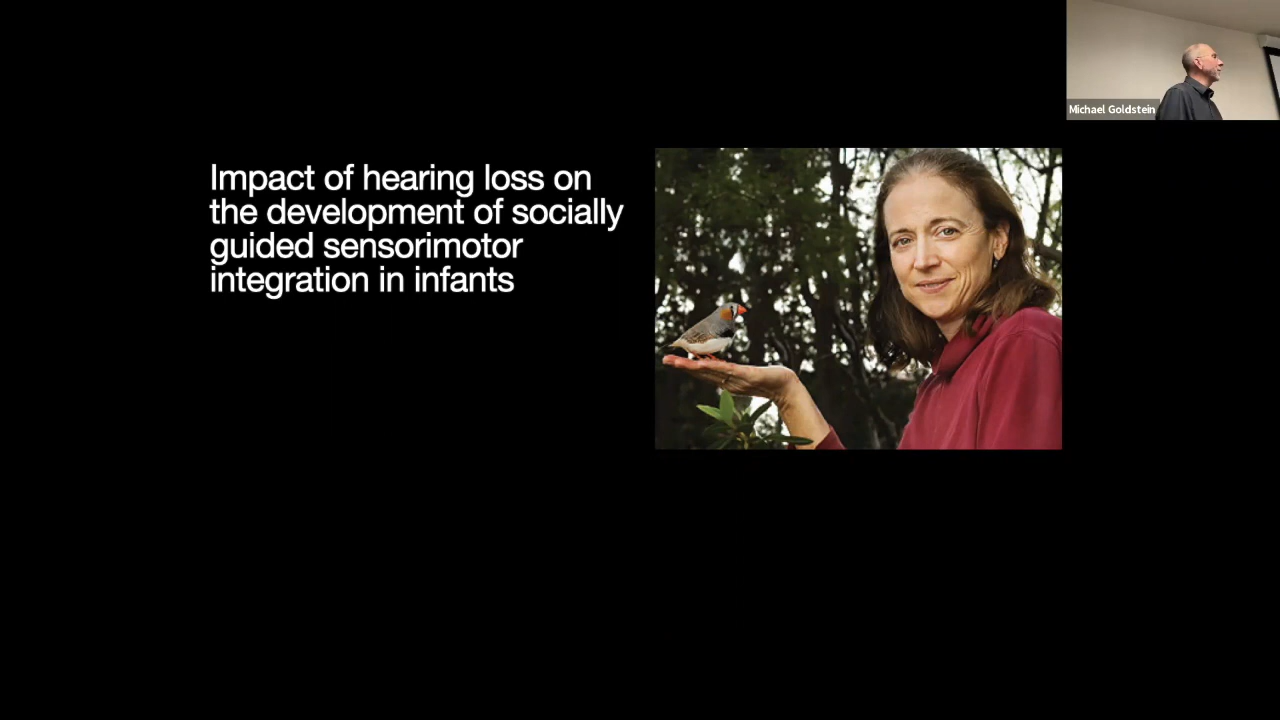 Michael Goldstein
Impact of hearing loss on
the development of socially
guided sensorimotor
integration in infants